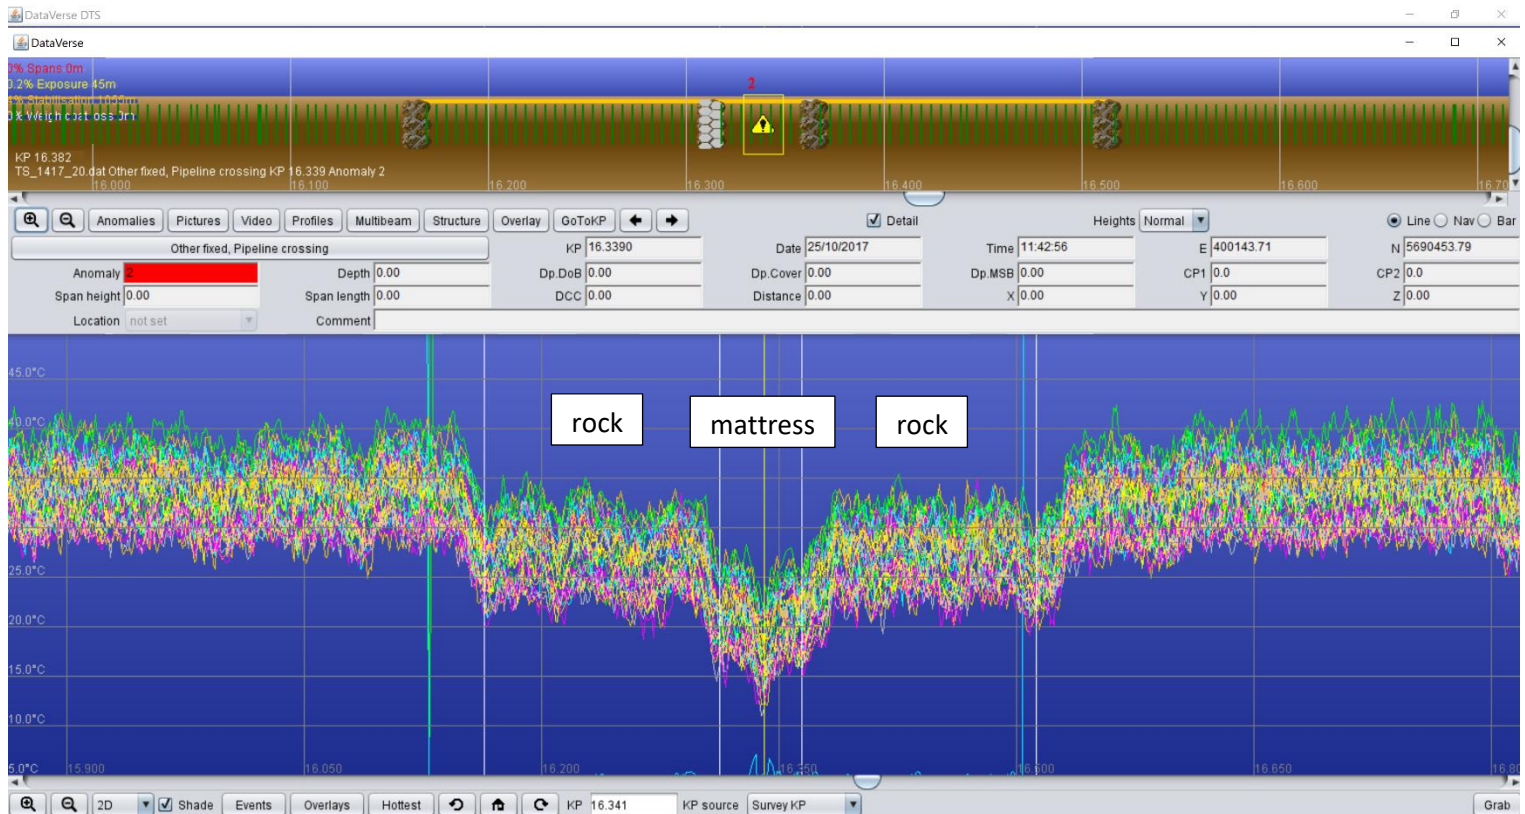 DataVerse DTS
DataVerse
0% Spans 0m
0.2% Exposure 45m
2
KP 16.382
TS_1417_20.dat Other fixed, Pipeline crossing KP 16.339 Anomaly 2
16.000 16.100 16.200 16.300 16.400 16.500 16.600 16.70
Anomalies Pictures Video Profiles Multibeam Structure Overlay GoToKP Detail Heights Normal Line Nav Bar
Other fixed, Pipeline crossing KP 16.3390 Date 25/10/2017 Time 11:42:56 E 400143.71 N 5690453.79
Anomaly 2 Depth 0.00 Dp.DoB 0.00 Dp.Cover 0.00 Dp.MSB 0.00 CP1 0.0 CP2 0.0
Span height 0.00 Span length 0.00 DCC 0.00 Distance 0.00 X 0.00 Y 0.00 Z 0.00
Location not set Comment
45.0°C
40.0°C
rock mattress rock
25.0°C
20.0°C
15.0°C
10.0°C
5.0°C 15.900 16.050 16.200 16.350 16.500 16.650 16.80
2D Shade Events Overlays Hottest KP 16.341 KP source Survey KP Grab